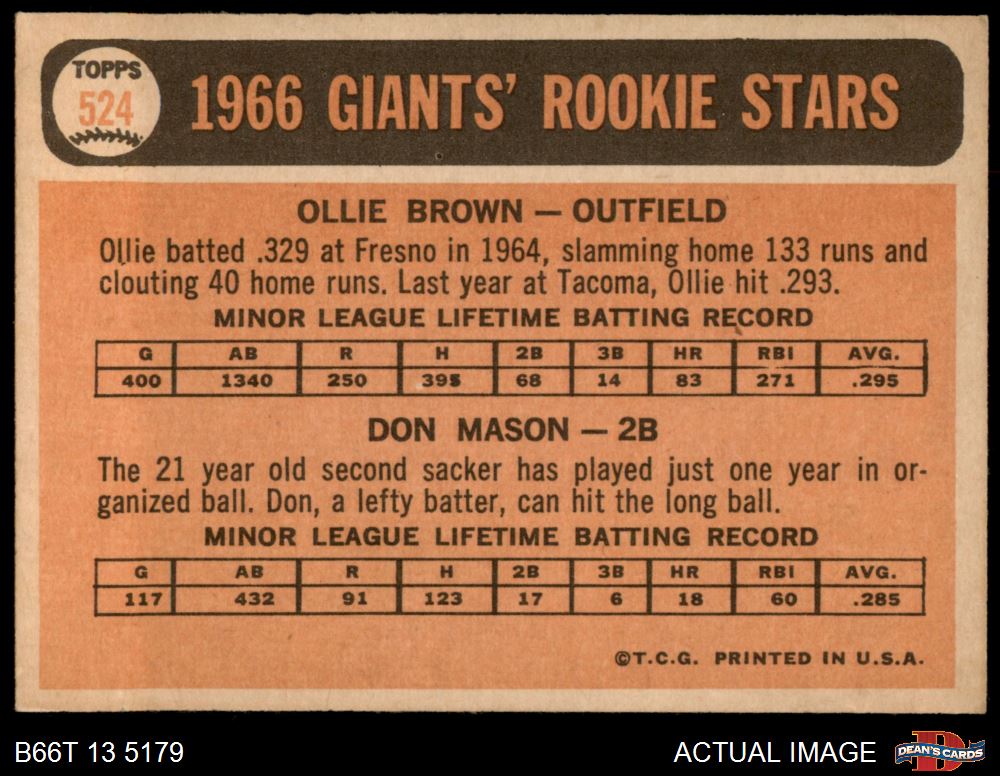 TOPPS
524
1966 GIANTS' ROOKIE STARS
OLLIE BROWN — OUTFIELD
Ollie batted .329 at Fresno in 1964, slamming home 133 runs and
clouting 40 home runs. Last year at Tacoma, Ollie hit .293.
MINOR LEAGUE LIFETIME BATTING RECORD
G AB R H 2B 3B HR RBI AVG.
400 1340 250 395 68 14 83 271 .295
DON MASON — 2B
The 21 year old second sacker has played just one year in or-
ganized ball. Don, a lefty batter, can hit the long ball.
MINOR LEAGUE LIFETIME BATTING RECORD
G AB R H 2B 3B HR RBI AVG.
117 432 91 123 17 6 18 60 .285
©T.C.G. PRINTED IN U.S.A.
B66T 13 5179
ACTUAL IMAGE
DEAN'S CARDS